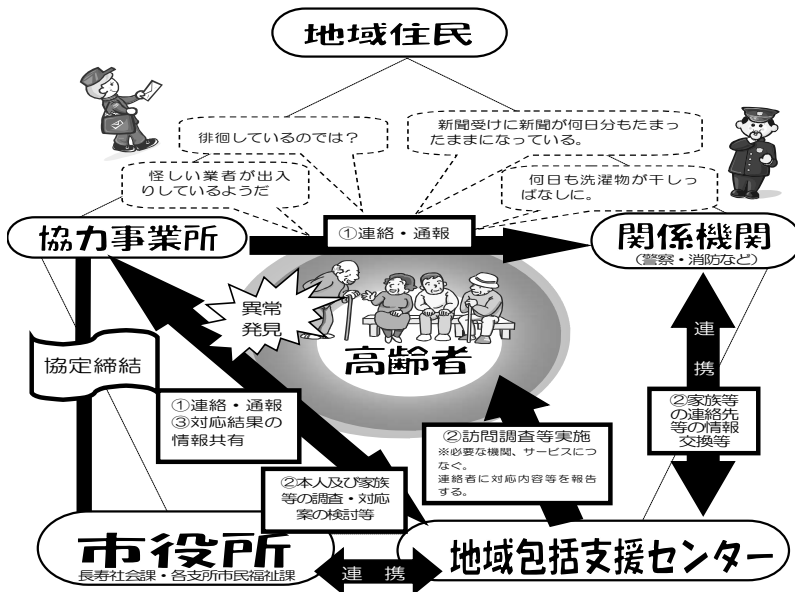 地域住民
徘徊しているのでは？
新聞受けに新聞が何日分もたまっ
たままになっている。
怪しい業者が出入
りしているようだ
何日も洗濯物が干しっ
ぱなしに。
協力事業所
①連絡・通報
関係機関
（警察・消防など）
異常
発見
高齢者
協定締結
①連絡・通報
③対応結果の
情報共有
連
携
②家族等
の連絡先
等の情報
交換等
②訪問調査等実施
※必要な機関、サービスにつ
なぐ。
連絡者に対応内容等を報告
する。
②本人及び家族
等の調査・対応
案の検討等
市役所
長寿社会課・各支所市民福祉課
連　携
地域包括支援センター